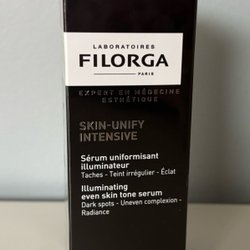 LABORATOIRES
FILORGA
PARIS
EXPERT EN MÉDECINE
ESTHÉTIQUE
SKIN-UNIFY
INTENSIVE
Sérum uniformisant
illuminateur
Taches - Teint irrégulier - Éclat
Illuminating
even skin tone serum
Dark spots - Uneven complexion -
Radiance